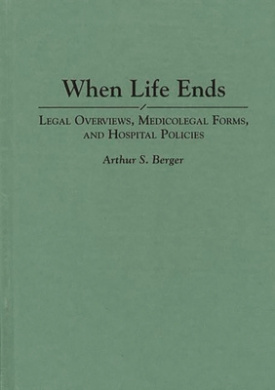 When Life Ends
Legal Overviews, Medicolegal Forms,
and Hospital Policies
Arthur S. Berger